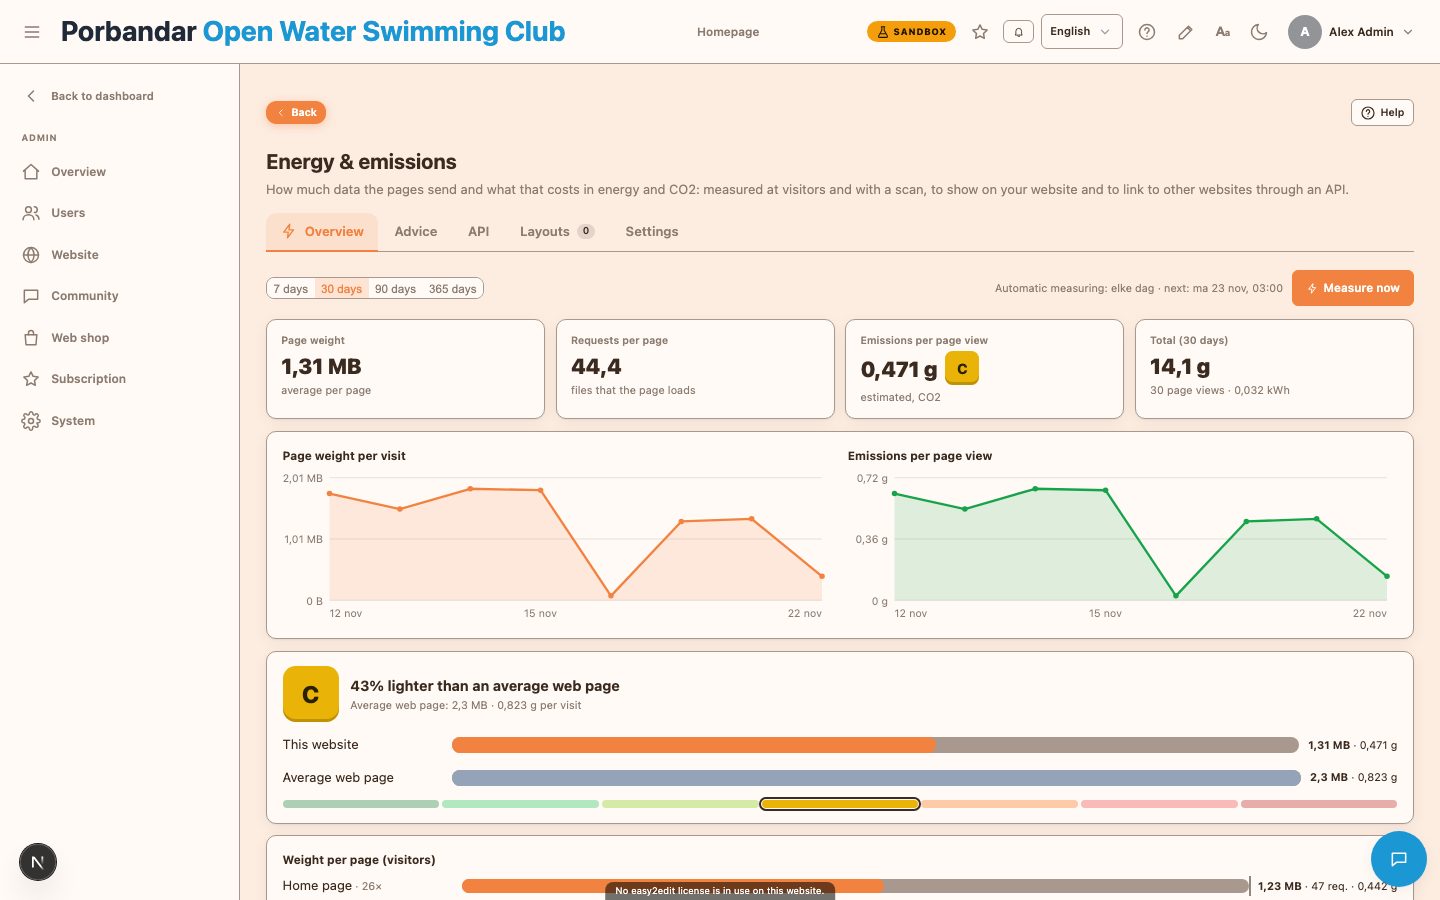 Porbandar Open Water Swimming Club
Homepage
SANDBOX
English
Aa
A
Alex Admin
Back to dashboard
ADMIN
Overview
Users
Website
Community
Web shop
Subscription
System
Back
Help
Energy & emissions
How much data the pages send and what that costs in energy and CO2: measured at visitors and with a scan, to show on your website and to link to other websites through an API.
Overview
Advice
API
Layouts 0
Settings
7 days 30 days 90 days 365 days
Automatic measuring: elke dag · next: ma 23 nov, 03:00
Measure now
Page weight
1,31 MB
average per page
Requests per page
44,4
files that the page loads
Emissions per page view
0,471 g C
estimated, CO2
Total (30 days)
14,1 g
30 page views · 0,032 kWh
Page weight per visit
2,01 MB
1,01 MB
0 B
12 nov 15 nov 22 nov
Emissions per page view
0,72 g
0,36 g
0 g
12 nov 15 nov 22 nov
C
43% lighter than an average web page
Average web page: 2,3 MB · 0,823 g per visit
This website 1,31 MB · 0,471 g
Average web page 2,3 MB · 0,823 g
Weight per page (visitors)
Home page · 26× 1,23 MB · 47 req. · 0,442 g
No easy2edit license is in use on this website.
N